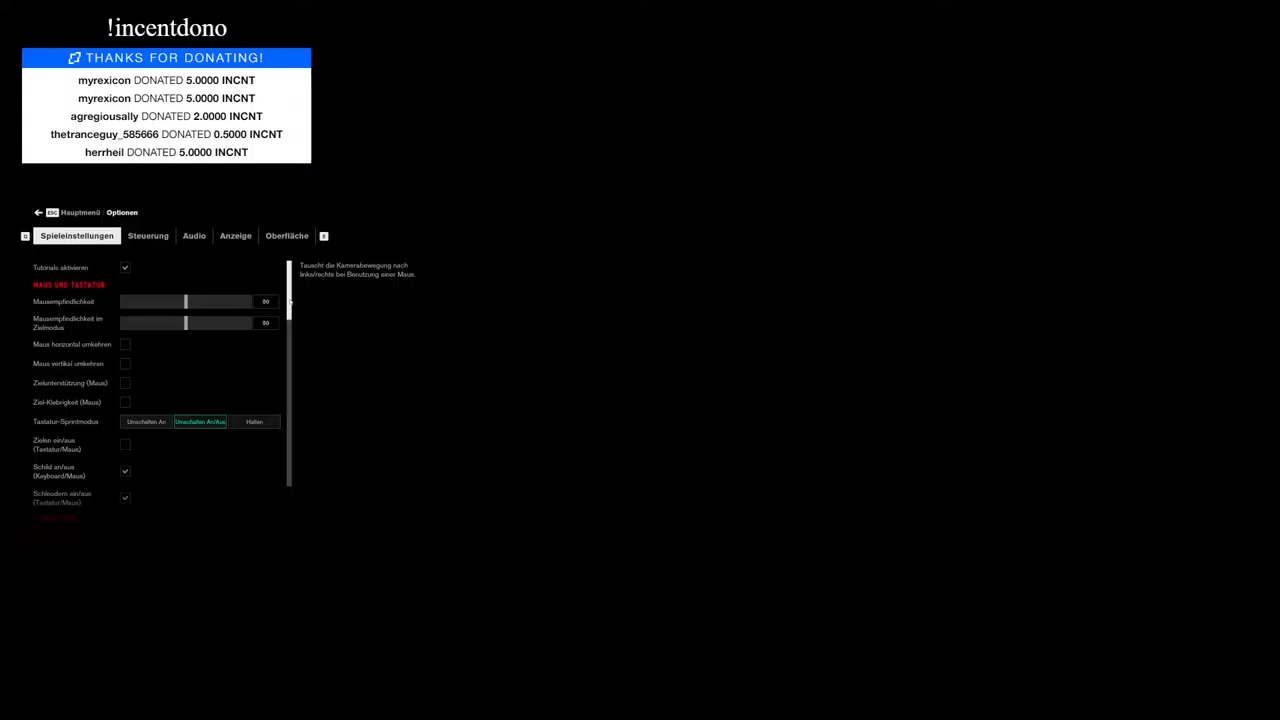 !incentdono
THANKS FOR DONATING!
myrexicon DONATED 5.0000 INCNT
myrexicon DONATED 5.0000 INCNT
agregiousally DONATED 2.0000 INCNT
thetranceguy_585666 DONATED 0.5000 INCNT
herrheil DONATED 5.0000 INCNT
ESC Hauptmenü / Optionen
Q Spieleinstellungen Steuerung Audio Anzeige Oberfläche E
Tutorials aktivieren
Tauscht die Kamerabewegung nach
links/rechts bei Benutzung einer Maus.
MAUS UND TASTATUR
Mausempfindlichkeit 50
Mausempfindlichkeit im
Zielmodus 50
Maus horizontal umkehren
Maus vertikal umkehren
Zielunterstützung (Maus)
Ziel-Klebrigkeit (Maus)
Tastatur-Sprintmodus Umschalten An Umschalten An/Aus Halten
Zielen ein/aus
(Tastatur/Maus)
Schild an/aus
(Keyboard/Maus)
Schleudern ein/aus
(Tastatur/Maus)